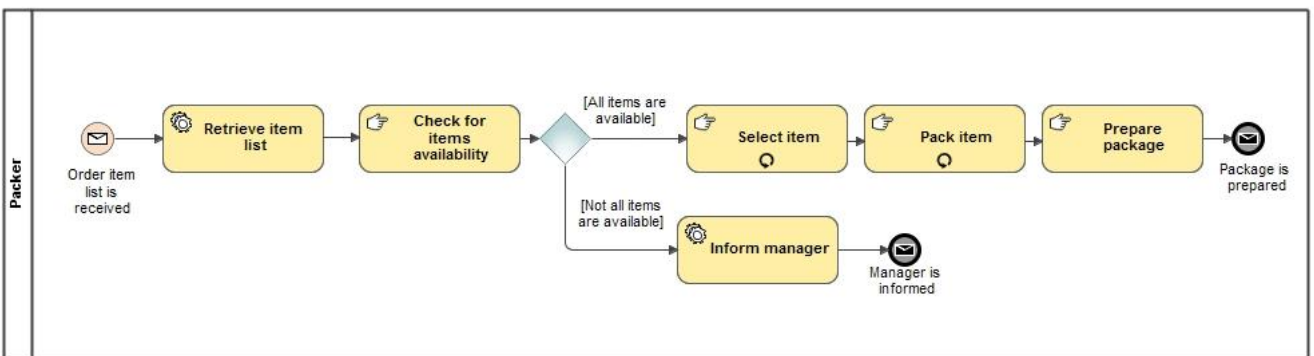 Packer
Order item
list is
received
Retrieve item
list
Check for
items
availability
[All items are
available]
Select item
Pack item
Prepare
package
Package is
prepared
[Not all items
are available]
Inform manager
Manager is
informed